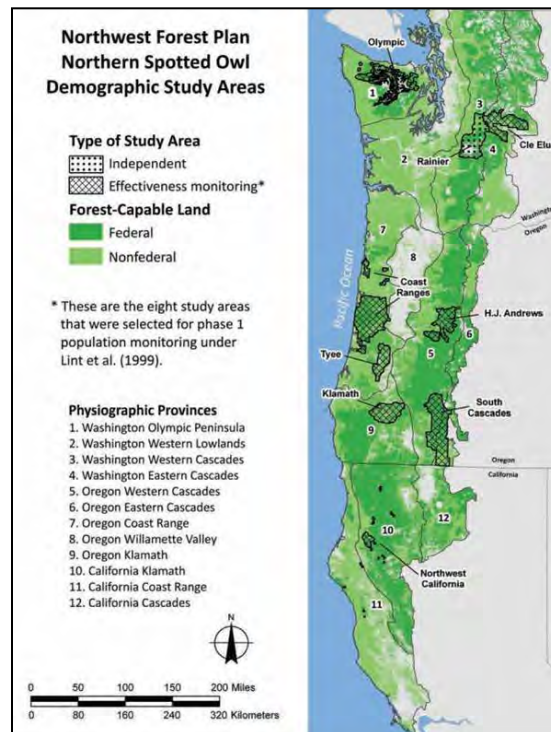 Northwest Forest Plan
Northern Spotted Owl
Demographic Study Areas
Type of Study Area
Independent
Effectiveness monitoring*
Forest-Capable Land
Federal
Nonfederal
* These are the eight study areas
that were selected for phase 1
population monitoring under
Lint et al. (1999).
Physiographic Provinces
1. Washington Olympic Peninsula
2. Washington Western Lowlands
3. Washington Western Cascades
4. Washington Eastern Cascades
5. Oregon Western Cascades
6. Oregon Eastern Cascades
7. Oregon Coast Range
8. Oregon Willamette Valley
9. Oregon Klamath
10. California Klamath
11. California Coast Range
12. California Cascades
N
0 50 100 150 200 Miles
0 80 160 240 320 Kilometers
Olympic
1
3
Cle Elu
4
2
Rainier
Washington
Oregon
7
8
Coast
Ranges
Pacific Ocean
H.J. Andrews
6
5
Tyee
Klamath
South
Cascades
9
Oregon
California
12
10
Northwest
California
11